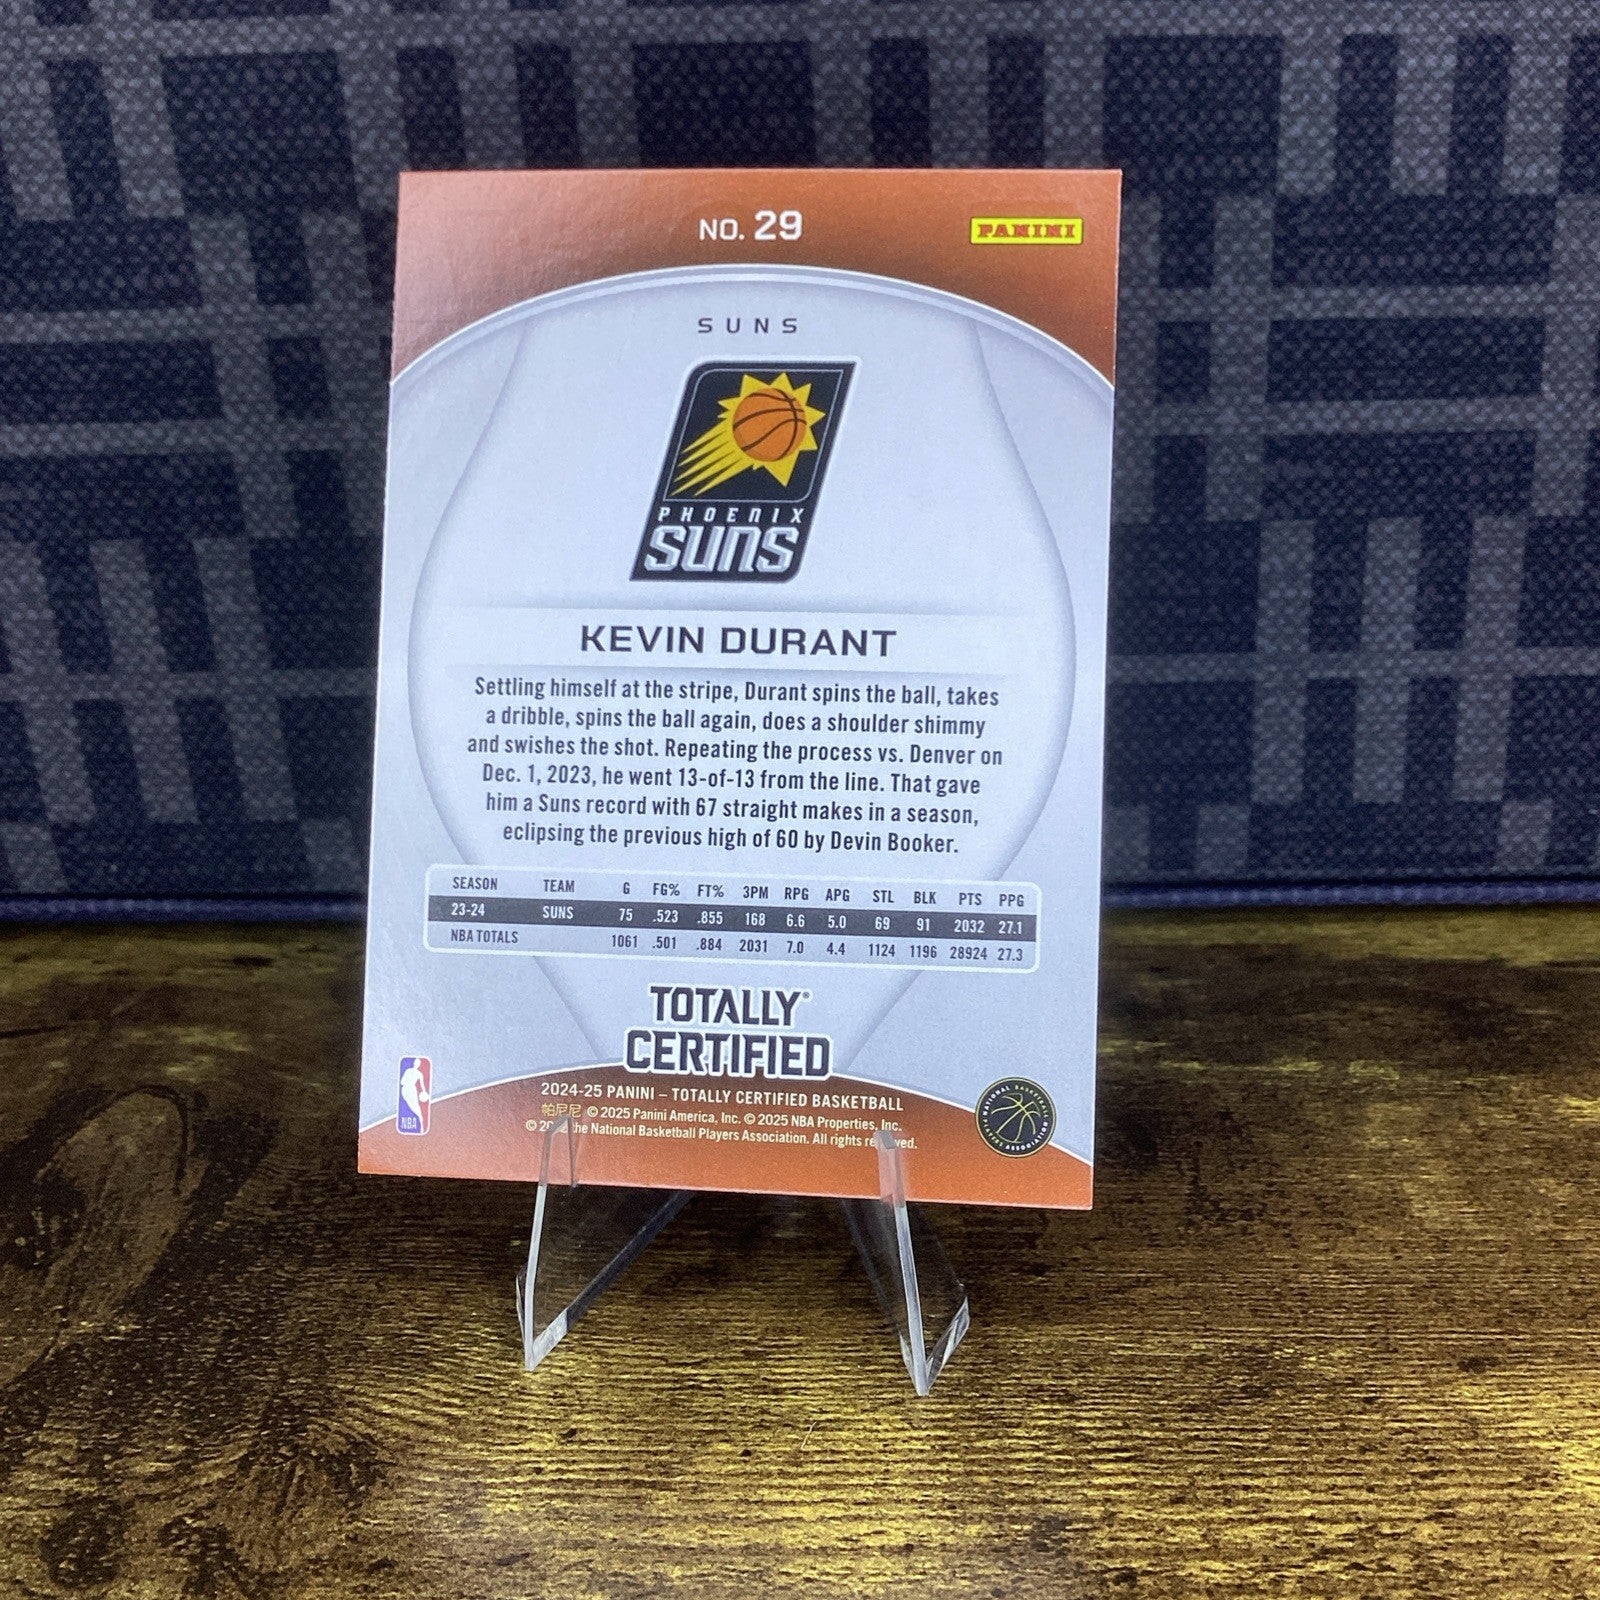 NO. 29
PANINI
SUNS
PHOENIX
SUNS
KEVIN DURANT
Settling himself at the stripe, Durant spins the ball, takes
a dribble, spins the ball again, does a shoulder shimmy
and swishes the shot. Repeating the process vs. Denver on
Dec. 1, 2023, he went 13-of-13 from the line. That gave
him a Suns record with 67 straight makes in a season,
eclipsing the previous high of 60 by Devin Booker.
SEASON TEAM G FG% FT% 3PM RPG APG STL BLK PTS PPG
23-24 SUNS 75 .523 .855 168 6.6 5.0 69 91 2032 27.1
NBA TOTALS 1061 .501 .884 2031 7.0 4.4 1124 1196 28924 27.3
TOTALLY®
CERTIFIED
2024-25 PANINI – TOTALLY CERTIFIED BASKETBALL
帕尼尼 © 2025 Panini America, Inc. © 2025 NBA Properties, Inc.
© the National Basketball Players Association. All rights
NBA
NATIONAL BASKETBALL
PLAYERS ASSOCIATION